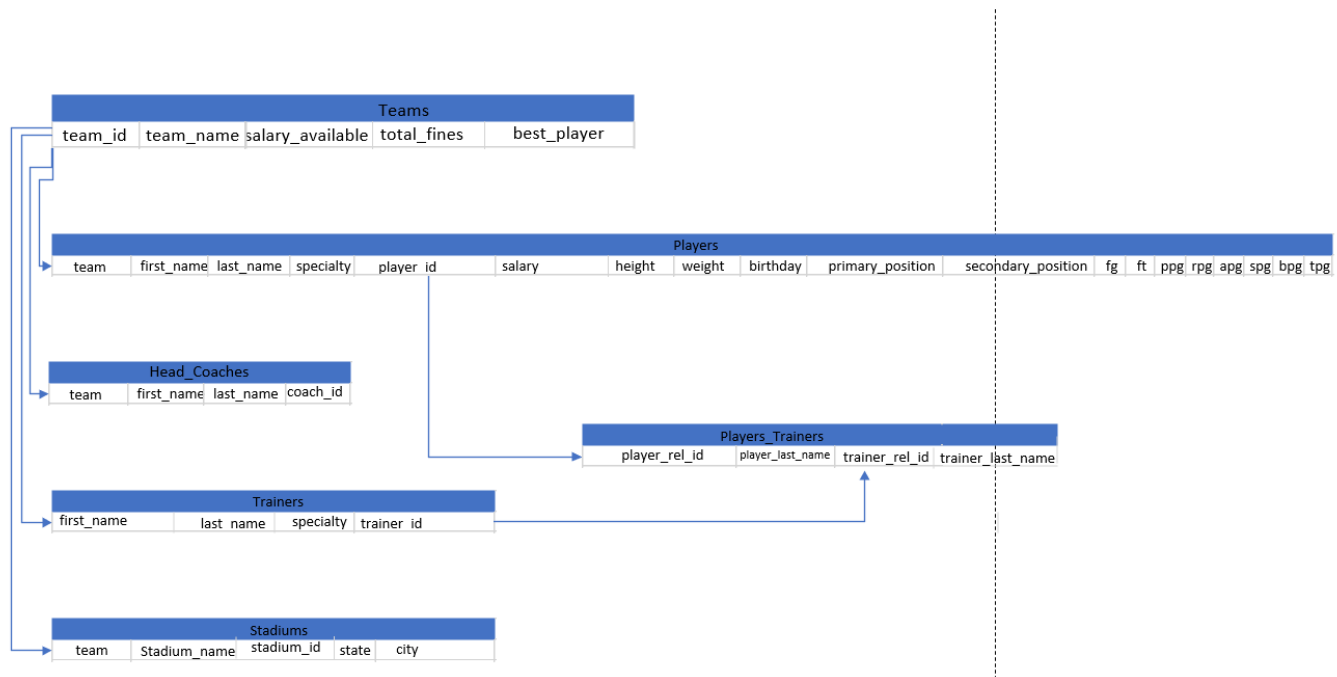 Teams
team_id team_name salary_available total_fines best_player
Players
team first_name last_name specialty player_id salary height weight birthday primary_position secondary_position fg ft ppg rpg apg spg bpg tpg
Head_Coaches
team first_name last_name coach_id
Players_Trainers
player_rel_id player_last_name trainer_rel_id trainer_last_name
Trainers
first_name last_name specialty trainer_id
Stadiums
team Stadium_name stadium_id state city